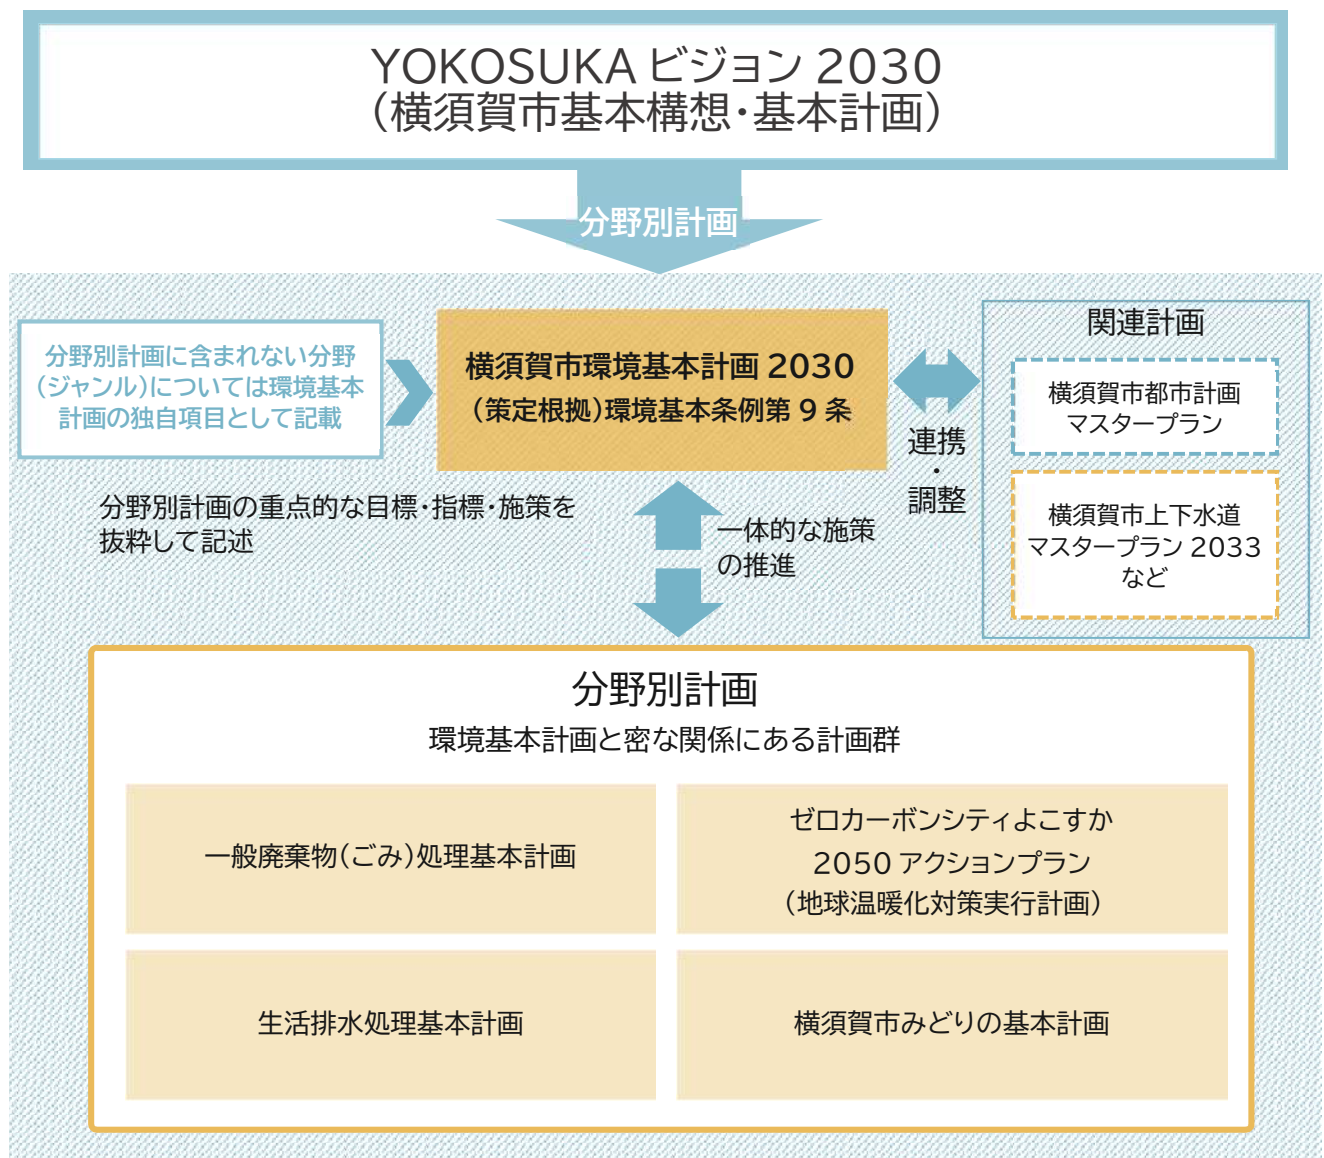 YOKOSUKA ビジョン 2030
（横須賀市基本構想・基本計画）
分野別計画
分野別計画に含まれない分野
（ジャンル）については環境基本
計画の独自項目として記載
横須賀市環境基本計画 2030
（策定根拠）環境基本条例第 9 条
連携
・
調整
関連計画
横須賀市都市計画
マスタープラン
横須賀市上下水道
マスタープラン 2033
など
分野別計画の重点的な目標・指標・施策を
抜粋して記述
一体的な施策
の推進
分野別計画
環境基本計画と密な関係にある計画群
一般廃棄物（ごみ）処理基本計画
ゼロカーボンシティよこすか
2050 アクションプラン
（地球温暖化対策実行計画）
生活排水処理基本計画
横須賀市みどりの基本計画